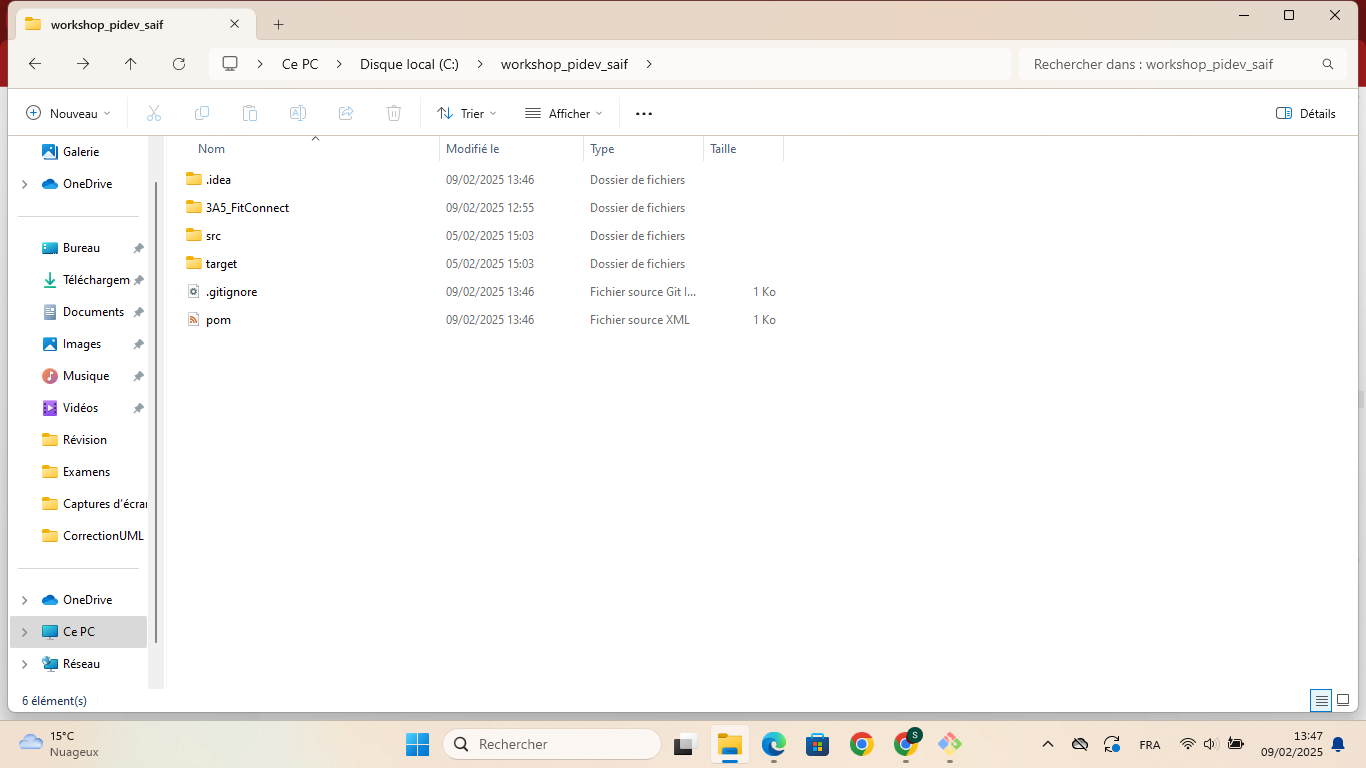 workshop_pidev_saif
Ce PC > Disque local (C:) > workshop_pidev_saif >
Rechercher dans : workshop_pidev_saif
Nouveau
Trier
Afficher
Détails
Galerie
OneDrive
Bureau
Téléchargem
Documents
Images
Musique
Vidéos
Révision
Examens
Captures d'écran
CorrectionUML
OneDrive
Ce PC
Réseau
Nom Modifié le Type Taille
.idea 09/02/2025 13:46 Dossier de fichiers
3A5_FitConnect 09/02/2025 12:55 Dossier de fichiers
src 05/02/2025 15:03 Dossier de fichiers
target 05/02/2025 15:03 Dossier de fichiers
.gitignore 09/02/2025 13:46 Fichier source Git I... 1 Ko
pom 09/02/2025 13:46 Fichier source XML 1 Ko
6 élément(s)
15°C
Nuageux
Rechercher
S
FRA
13:47
09/02/2025